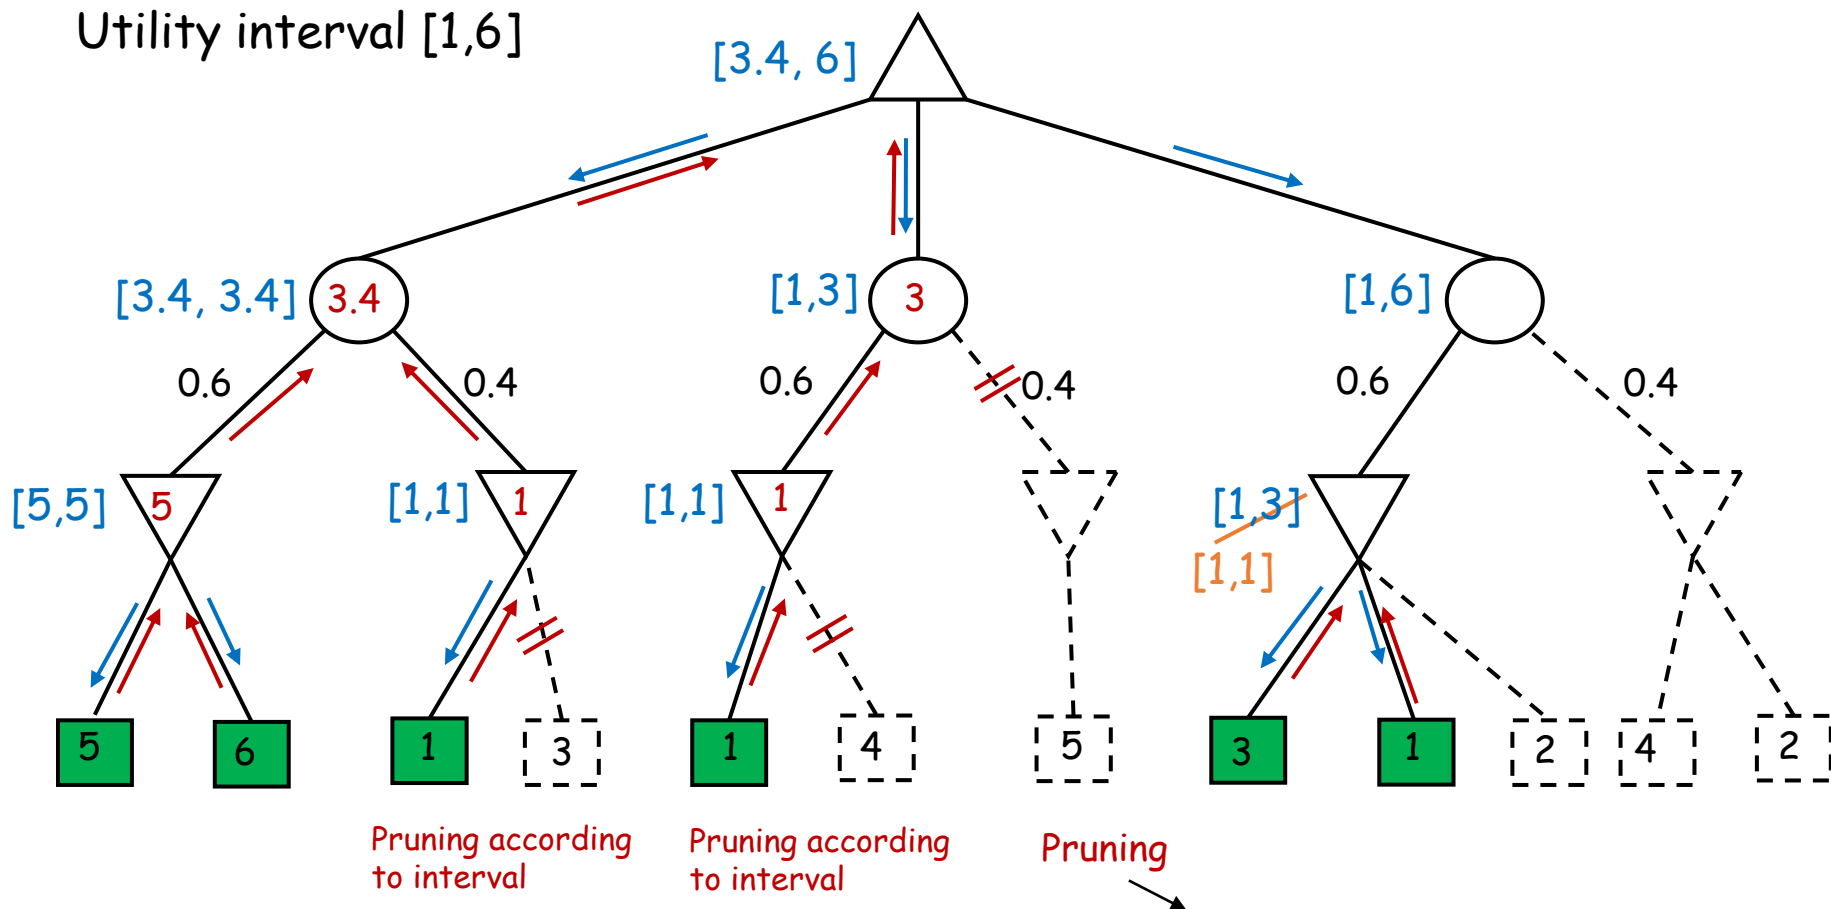 Utility interval [1,6]
[3.4, 6]
[3.4, 3.4] 3.4
[1,3] 3
[1,6]
0.6 0.4 0.6 0.4 0.6 0.4
[5,5] 5
[1,1] 1
[1,1] 1
[1,3]
[1,1]
5 6 1 3 1 4 5 3 1 2 4 2
Pruning according
to interval
Pruning according
to interval
Pruning